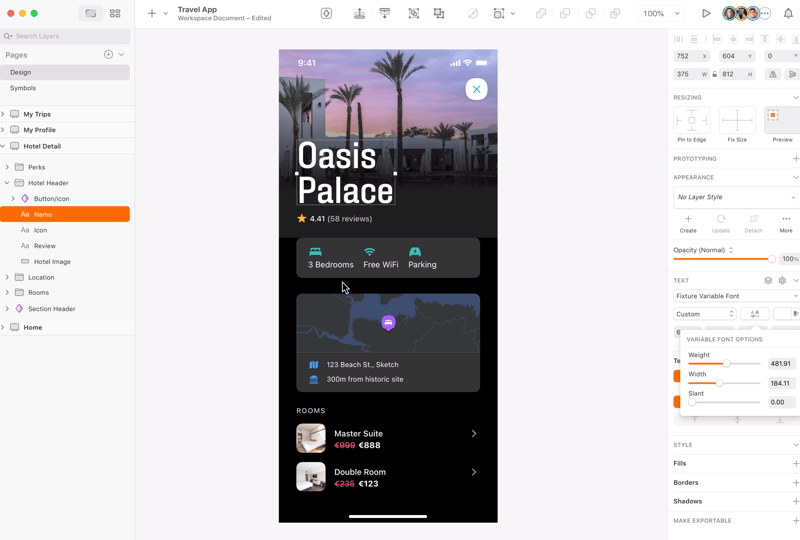 Travel App
Workspace Document – Edited
100%
Search Layers
Pages
Design
Symbols
My Trips
My Profile
Hotel Detail
Perks
Hotel Header
Button/icon
Aa Name
Aa Icon
Aa Review
Hotel Image
Location
Rooms
Section Header
Home
9:41
Oasis
Palace
4.41 (58 reviews)
3 Bedrooms Free WiFi Parking
123 Beach St., Sketch
300m from historic site
ROOMS
Master Suite
€999 €888
Double Room
€235 €123
752 X 604 Y 0 °
375 W 812 H
RESIZING
Pin to Edge Fix Size Preview
PROTOTYPING
APPEARANCE
No Layer Style
Create Update Detach More
Opacity (Normal) 100%
TEXT
Fixture Variable Font
Custom
VARIABLE FONT OPTIONS
Weight
481.91
Width
184.11
Slant
0.00
STYLE
Fills
Borders
Shadows
MAKE EXPORTABLE